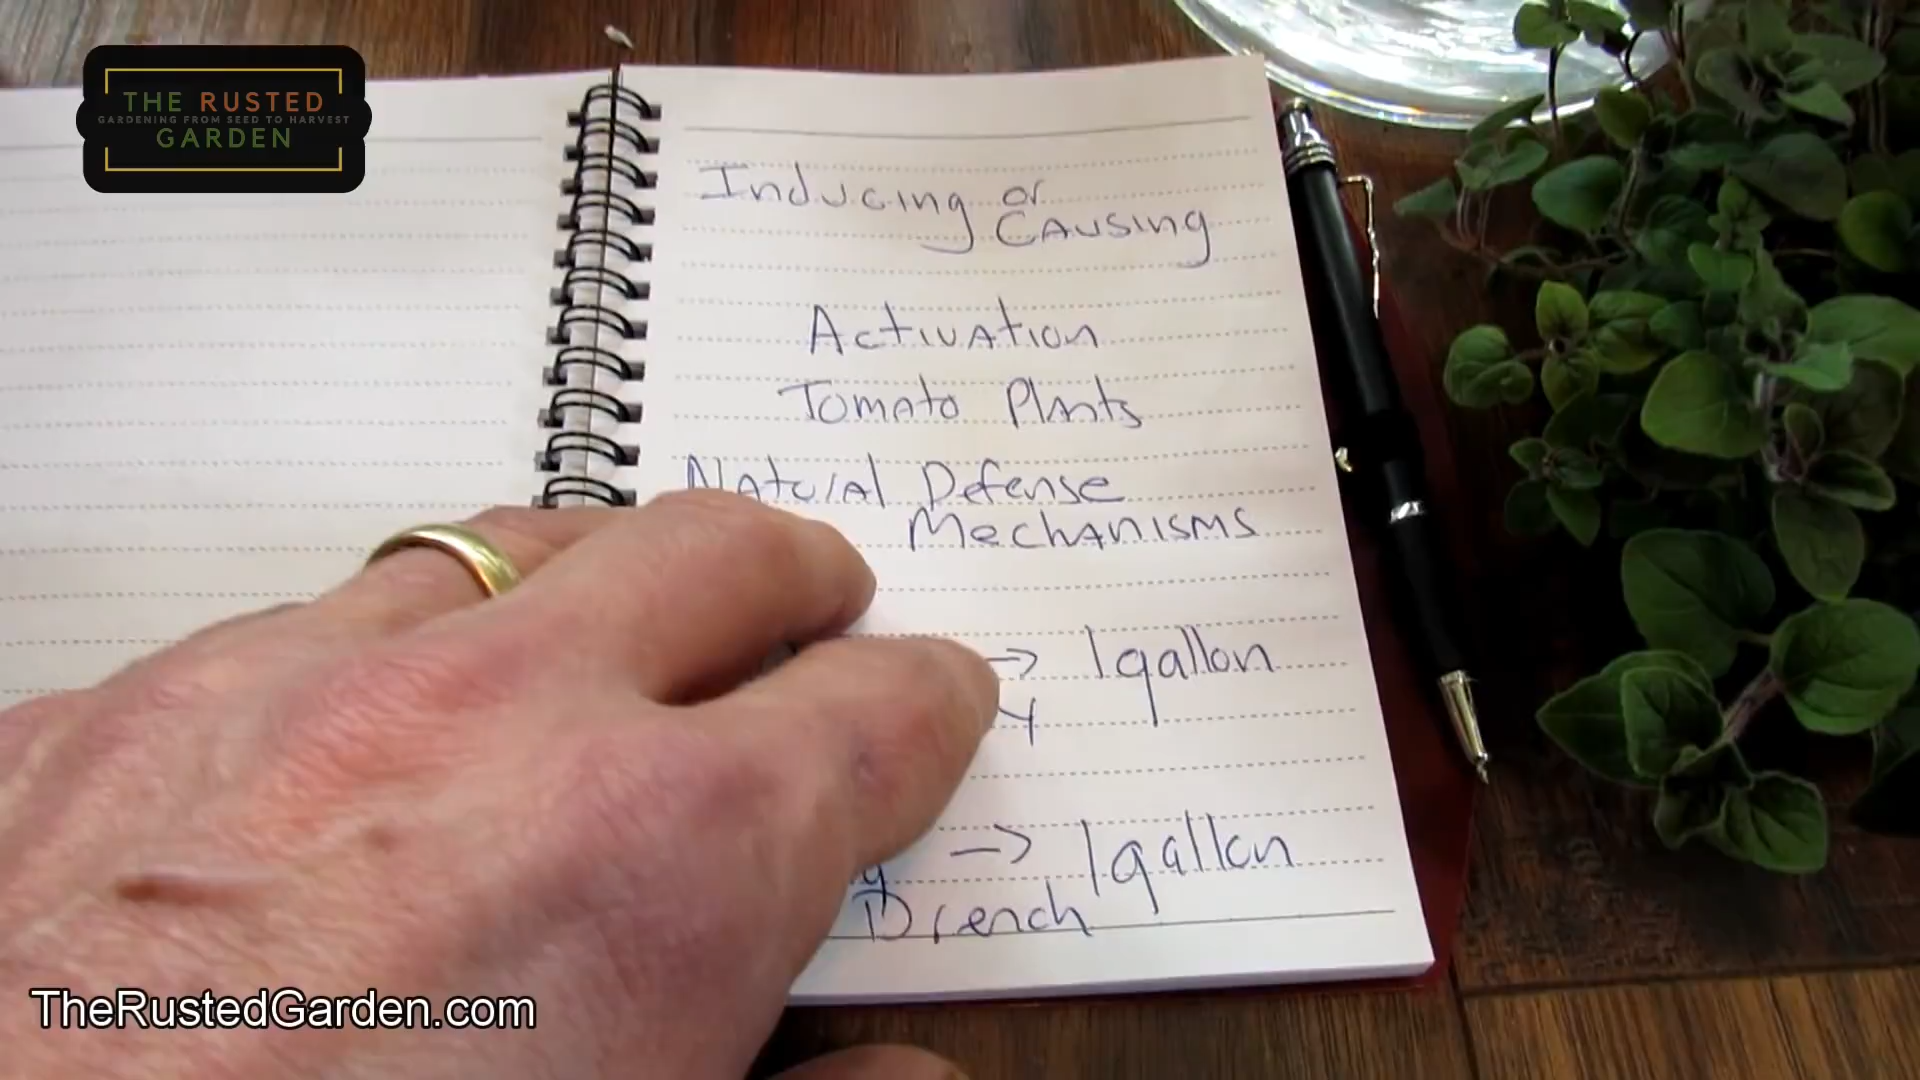 THE RUSTED
GARDENING FROM SEED TO HARVEST
GARDEN
Inducing or
Causing
Activation
Tomato Plants
Natural Defense
Mechanisms
→ 1gallon
→ 1gallon
Drench
TheRustedGarden.com